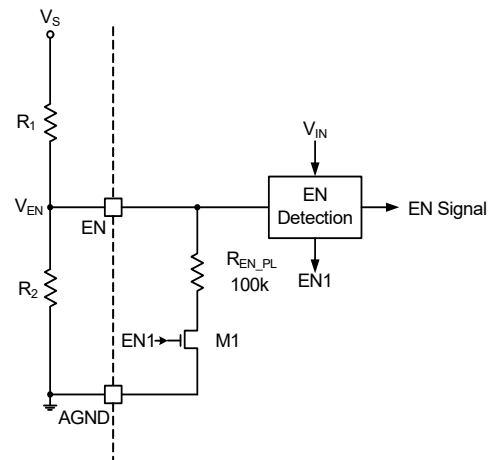 VS
R1
VIN
EN
Detection
VEN
EN
EN Signal
REN_PL
100k
EN1
R2
EN1
M1
AGND